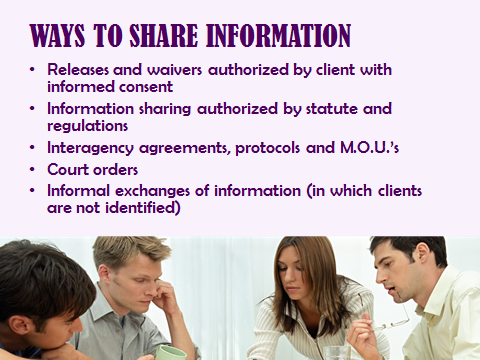 WAYS TO SHARE INFORMATION
• Releases and waivers authorized by client with
informed consent
• Information sharing authorized by statute and
regulations
• Interagency agreements, protocols and M.O.U.'s
• Court orders
• Informal exchanges of information (in which clients
are not identified)